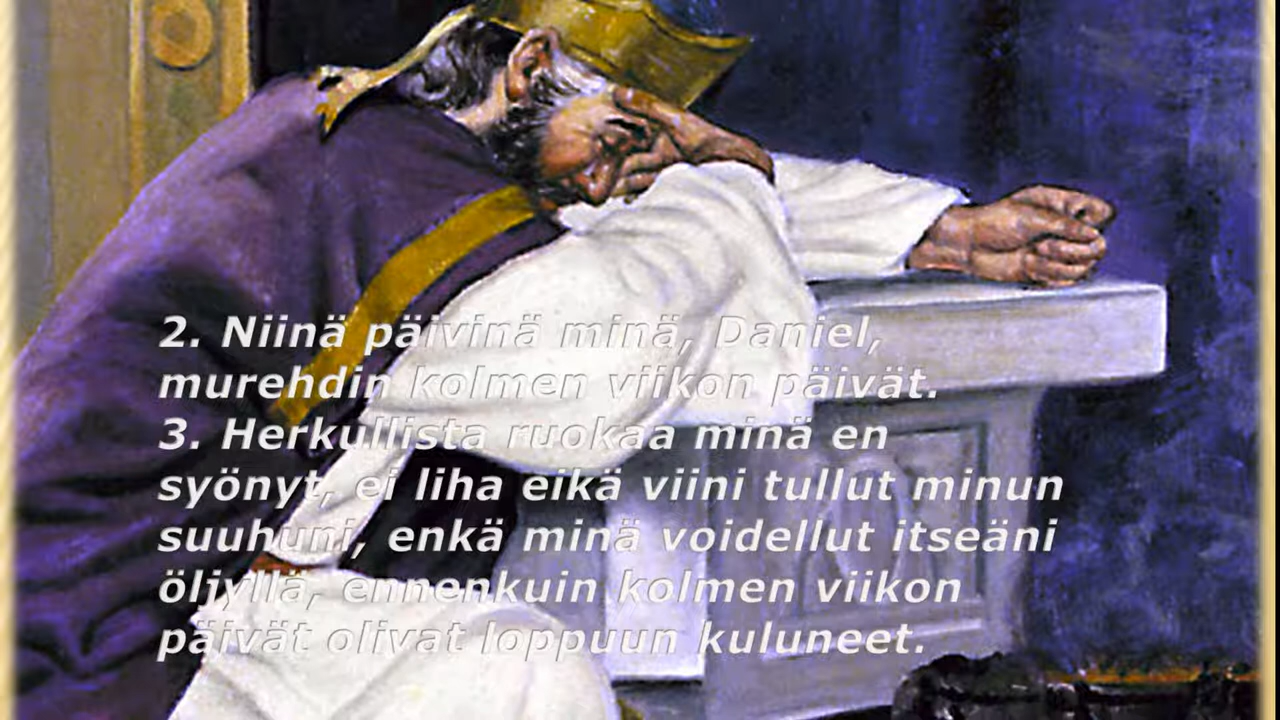 2. Niinä päivinä minä, Daniel,
murehdin kolmen viikon päivät.
3. Herkullista ruokaa minä en
syönyt, ei liha eikä viini tullut minun
suuhuni, enkä minä voidellut itseäni
öljyllä, ennenkuin kolmen viikon
päivät olivat loppuun kuluneet.